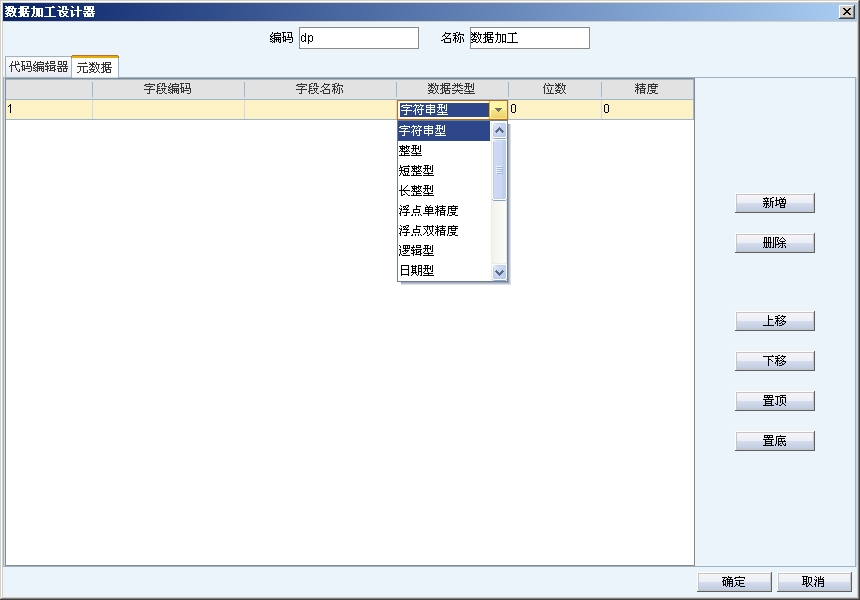 数据加工设计器
编码 dp 名称 数据加工
代码编辑器 元数据
字段编码 字段名称 数据类型 位数 精度
1 字符串型 0 0
字符串型
整型
短整型
长整型
浮点单精度
浮点双精度
逻辑型
日期型
新增
删除
上移
下移
置顶
置底
确定 取消